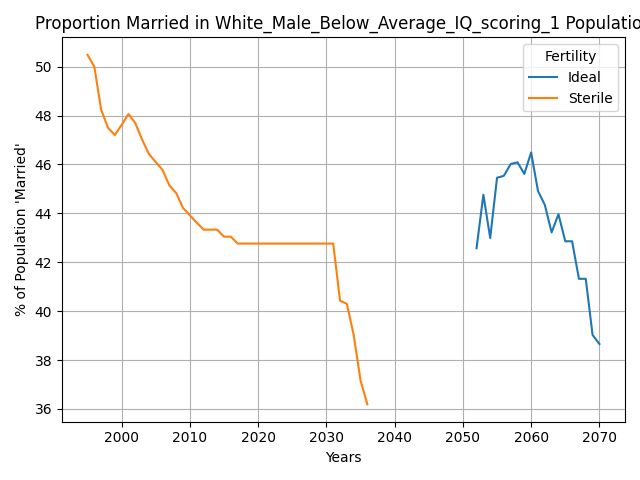 Proportion Married in White_Male_Below_Average_IQ_scoring_1 Populatio
Fertility
Ideal
Sterile
% of Population 'Married'
50
48
46
44
42
40
38
36
2000 2010 2020 2030 2040 2050 2060 2070
Years